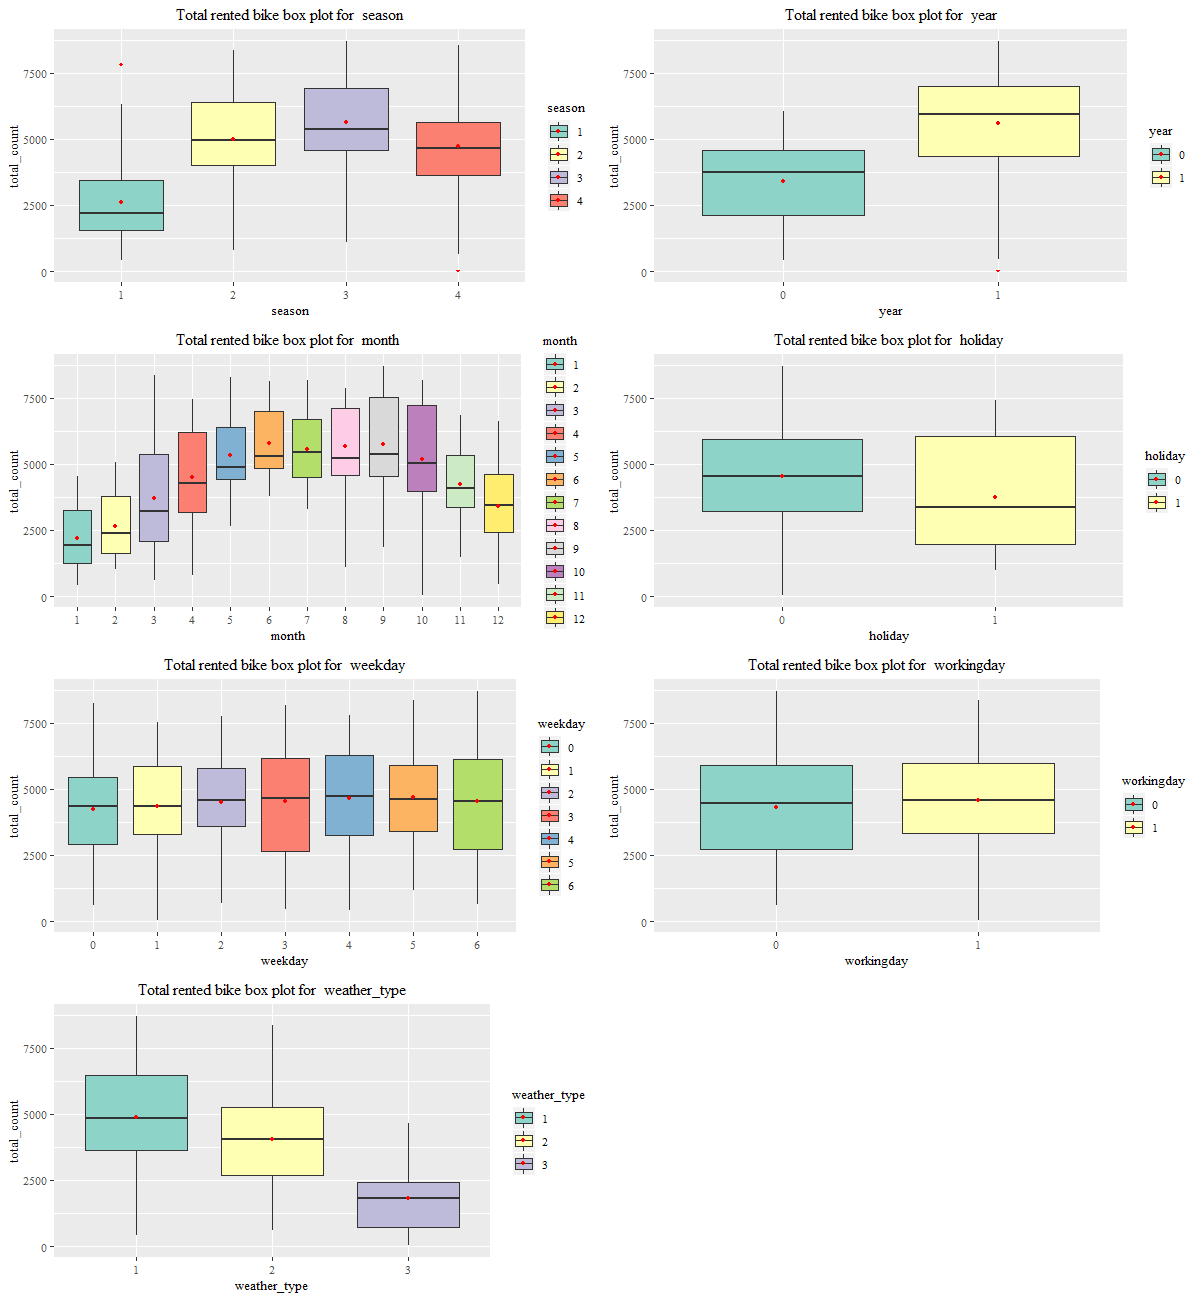 Total rented bike box plot for season
total_count
7500
5000
2500
0
1 2 3 4
season
season
1
2
3
4
Total rented bike box plot for year
total_count
7500
5000
2500
0
0 1
year
year
0
1
Total rented bike box plot for month
total_count
7500
5000
2500
0
1 2 3 4 5 6 7 8 9 10 11 12
month
month
1
2
3
4
5
6
7
8
9
10
11
12
Total rented bike box plot for holiday
total_count
7500
5000
2500
0
0 1
holiday
holiday
0
1
Total rented bike box plot for weekday
total_count
7500
5000
2500
0
0 1 2 3 4 5 6
weekday
weekday
0
1
2
3
4
5
6
Total rented bike box plot for workingday
total_count
7500
5000
2500
0
0 1
workingday
workingday
0
1
Total rented bike box plot for weather_type
total_count
7500
5000
2500
0
1 2 3
weather_type
weather_type
1
2
3